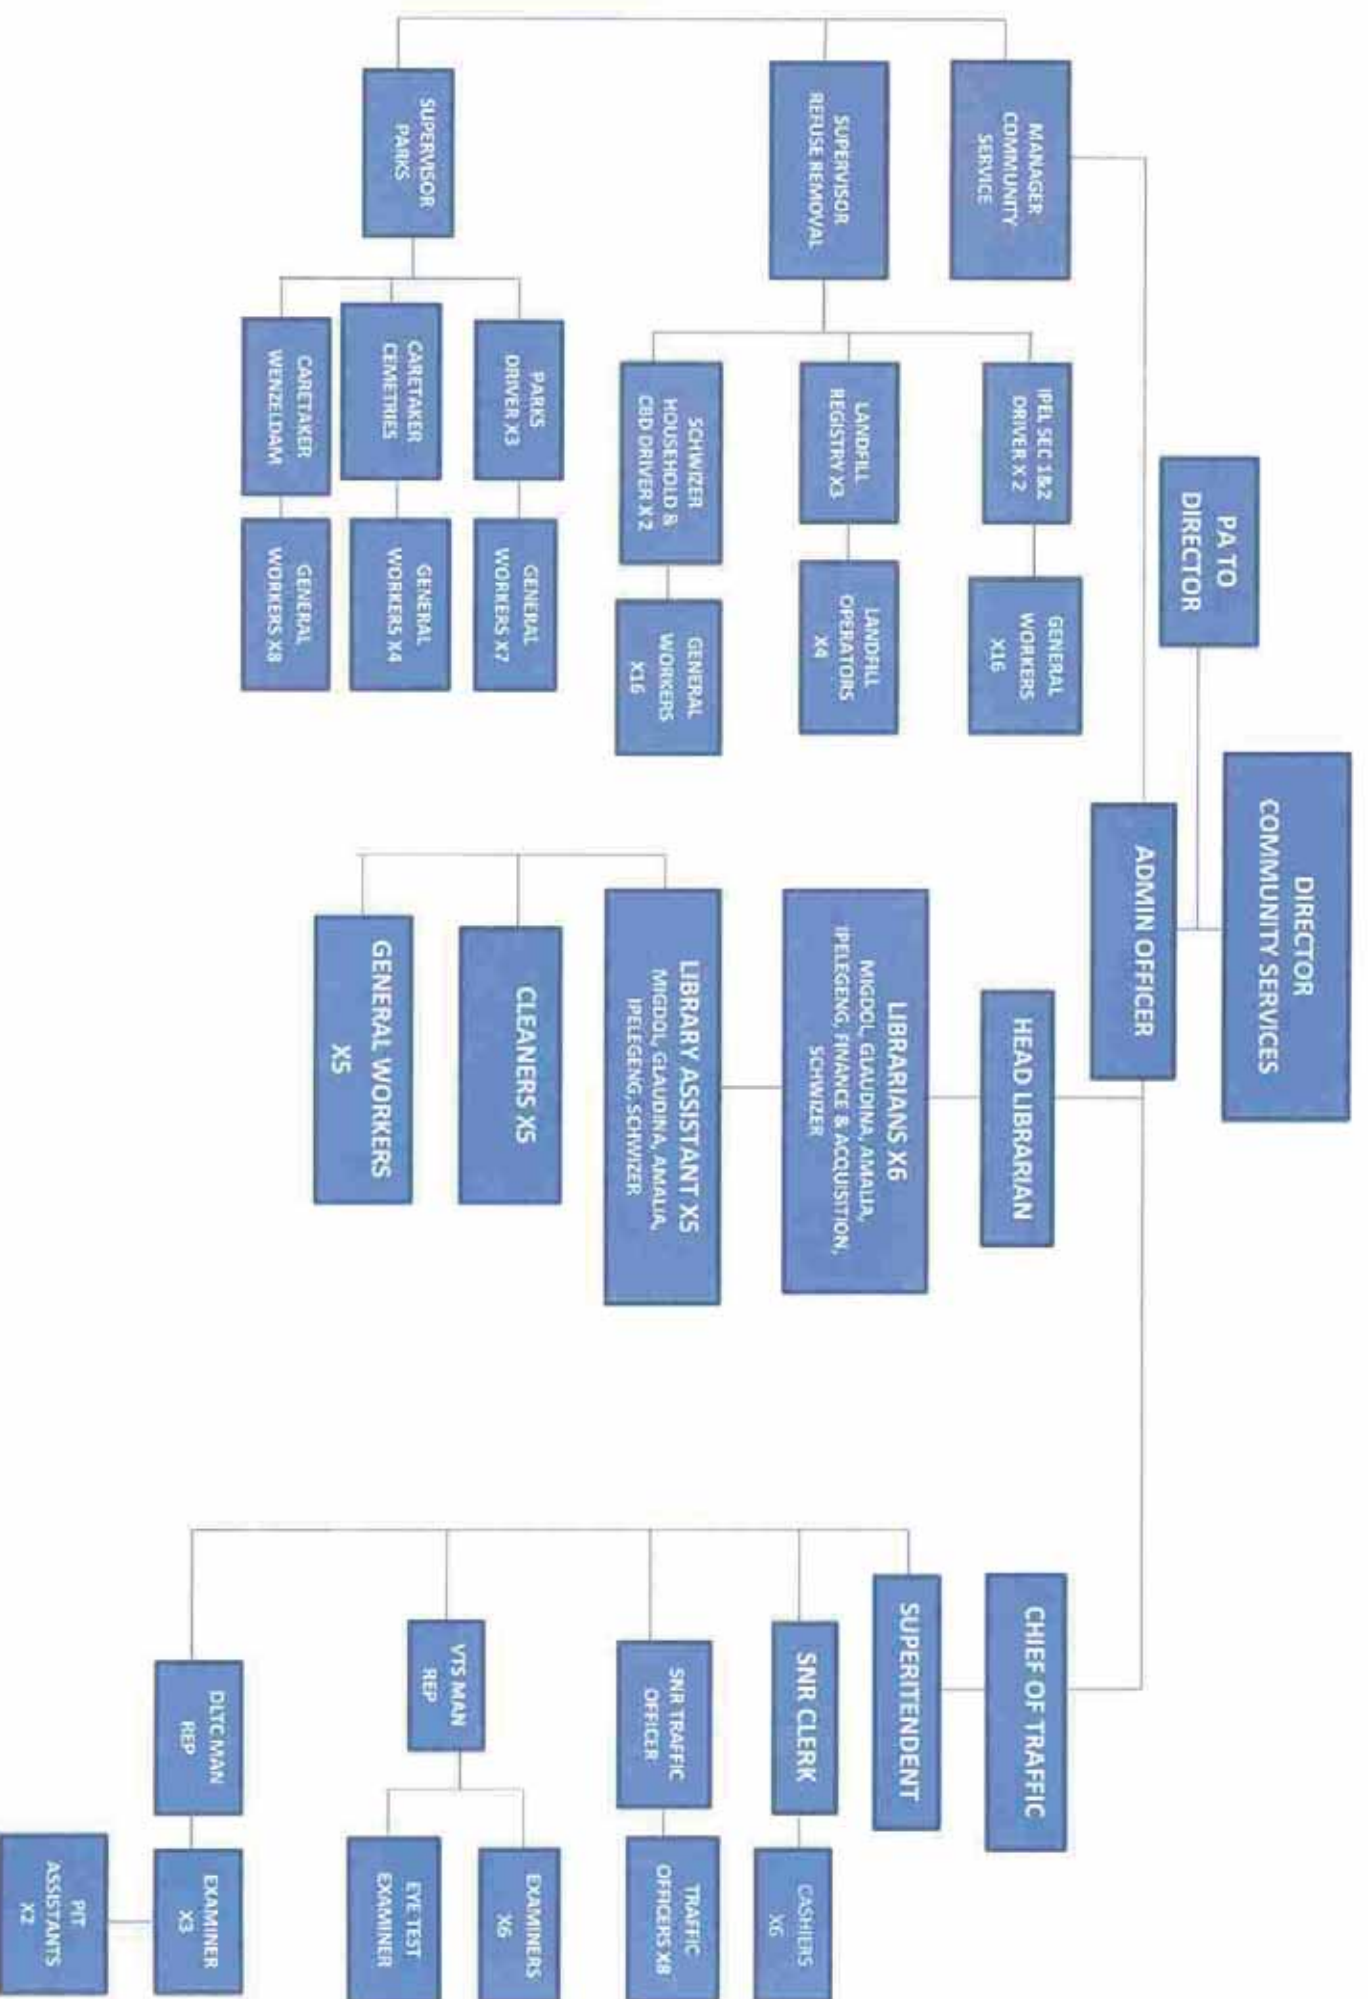 DIRECTOR
COMMUNITY SERVICES
PA TO
DIRECTOR
ADMIN OFFICER
MANAGER
COMMUNITY
SERVICE
SUPERVISOR
REFUSE REMOVAL
IPEL SEC 1&2
DRIVER X 2
GENERAL
WORKERS
X16
LANDFILL
REGISTRY X3
LANDFILL
OPERATORS
X4
SCHWIZER
HOUSEHOLD &
CBD DRIVER X 2
GENERAL
WORKERS
X16
SUPERVISOR
PARKS
PARKS
DRIVER X3
GENERAL
WORKERS X7
CARETAKER
CEMETRIES
GENERAL
WORKERS X4
CARETAKER
WENZELDAM
GENERAL
WORKERS X8
HEAD LIBRARIAN
LIBRARIANS X6
MIGDOL, GLAUDINA, AMALIA,
IPELEGENG, FINANCE & ACQUISITION,
SCHWIZER
LIBRARY ASSISTANT X5
MIGDOL, GLAUDINA, AMALIA,
IPELEGENG, SCHWIZER
CLEANERS X5
GENERAL WORKERS
X5
CHIEF OF TRAFFIC
SUPERITENDENT
SNR CLERK
CASHIERS
X6
SNR TRAFFIC
OFFICER
TRAFFIC
OFFICERS X8
VTS MAN
REP
EXAMINERS
X6
EYE TEST
EXAMINER
DLTC MAN
REP
EXAMINER
X3
PIT
ASSISTANTS
X2